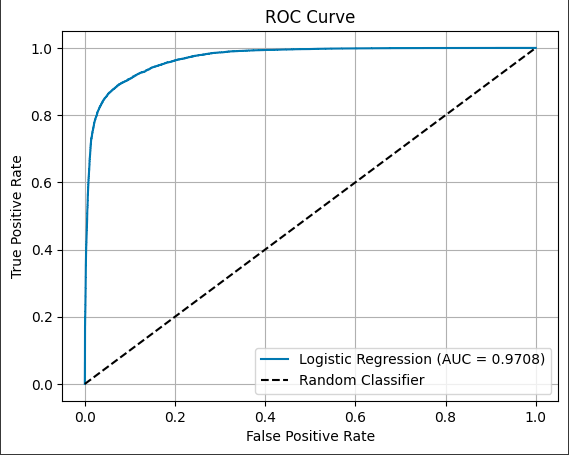 ROC Curve
True Positive Rate
1.0
0.8
0.6
0.4
0.2
0.0
Logistic Regression (AUC = 0.9708)
Random Classifier
0.0 0.2 0.4 0.6 0.8 1.0
False Positive Rate